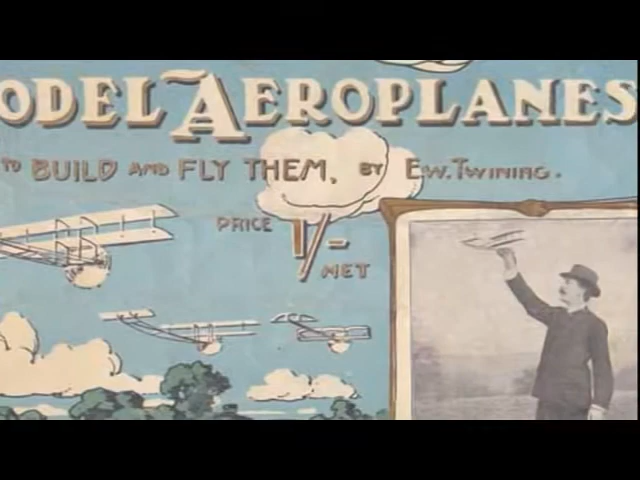 ODEL AEROPLANES
TO BUILD AND FLY THEM, BY E.W. TWINING.
PRICE
1/-
NET